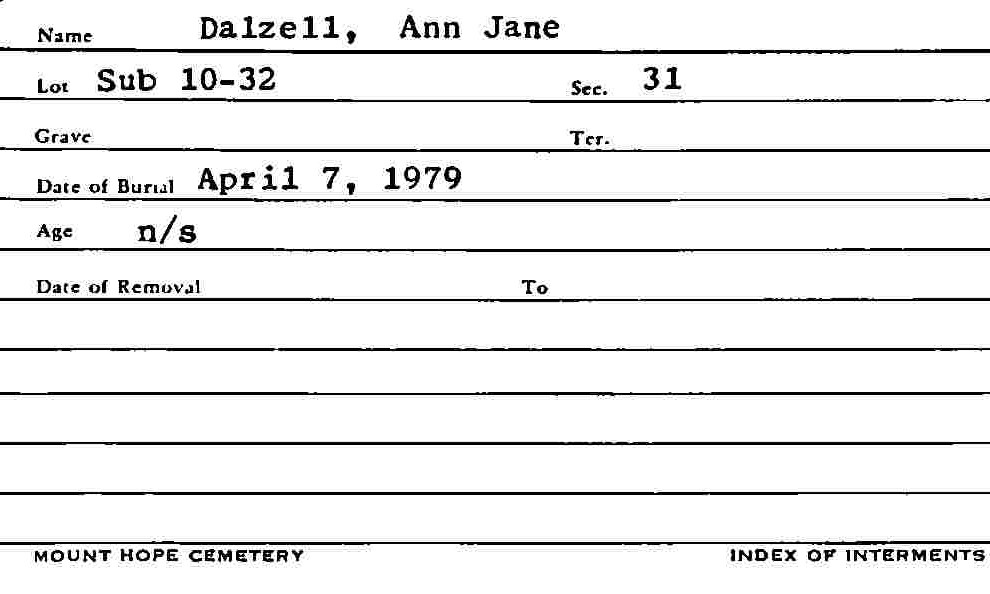 Name Dalzell, Ann Jane
Lot Sub 10-32 Sec. 31
Grave Ter.
Date of Burial April 7, 1979
Age n/s
Date of Removal To
MOUNT HOPE CEMETERY INDEX OF INTERMENTS